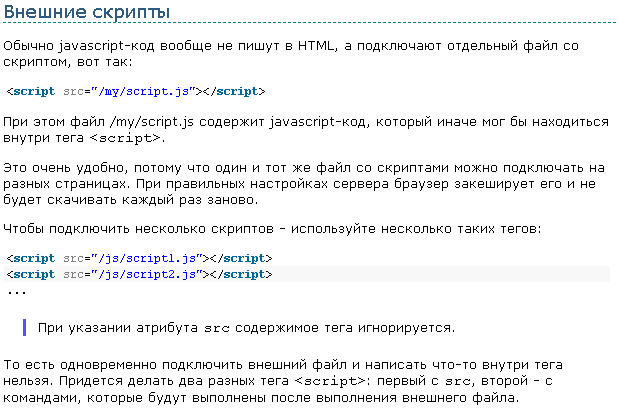 Внешние скрипты
Обычно javascript-код вообще не пишут в HTML, а подключают отдельный файл со
скриптом, вот так:
<script src="/my/script.js"></script>
При этом файл /my/script.js содержит javascript-код, который иначе мог бы находиться
внутри тега <script>.
Это очень удобно, потому что один и тот же файл со скриптами можно подключать на
разных страницах. При правильных настройках сервера браузер закеширует его и не
будет скачивать каждый раз заново.
Чтобы подключить несколько скриптов - используйте несколько таких тегов:
<script src="/js/script1.js"></script>
<script src="/js/script2.js"></script>
...
При указании атрибута src содержимое тега игнорируется.
То есть одновременно подключить внешний файл и написать что-то внутри тега
нельзя. Придется делать два разных тега <script>: первый с src, второй - с
командами, которые будут выполнены после выполнения внешнего файла.